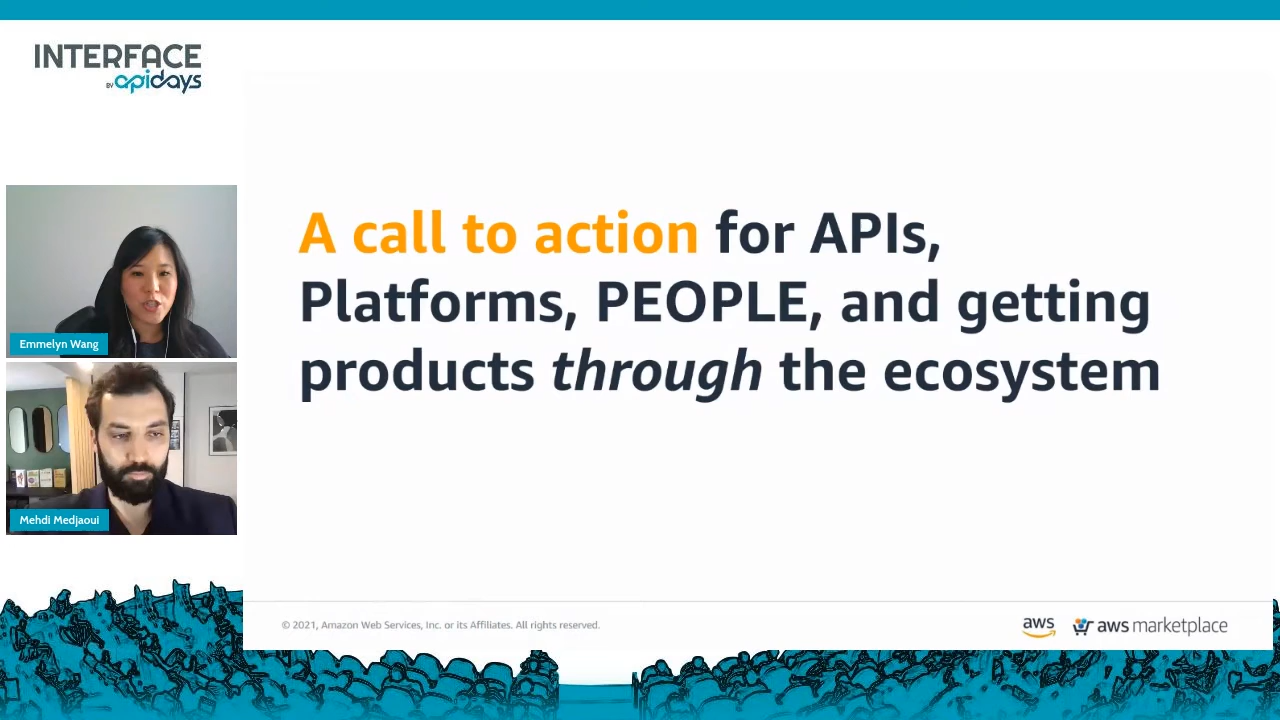 INTERFACE
BY apidays
Emmelyn Wang
Mehdi Medjaoui
A call to action for APIs,
Platforms, PEOPLE, and getting
products through the ecosystem
© 2021, Amazon Web Services, Inc. or its Affiliates. All rights reserved.
aws
aws marketplace